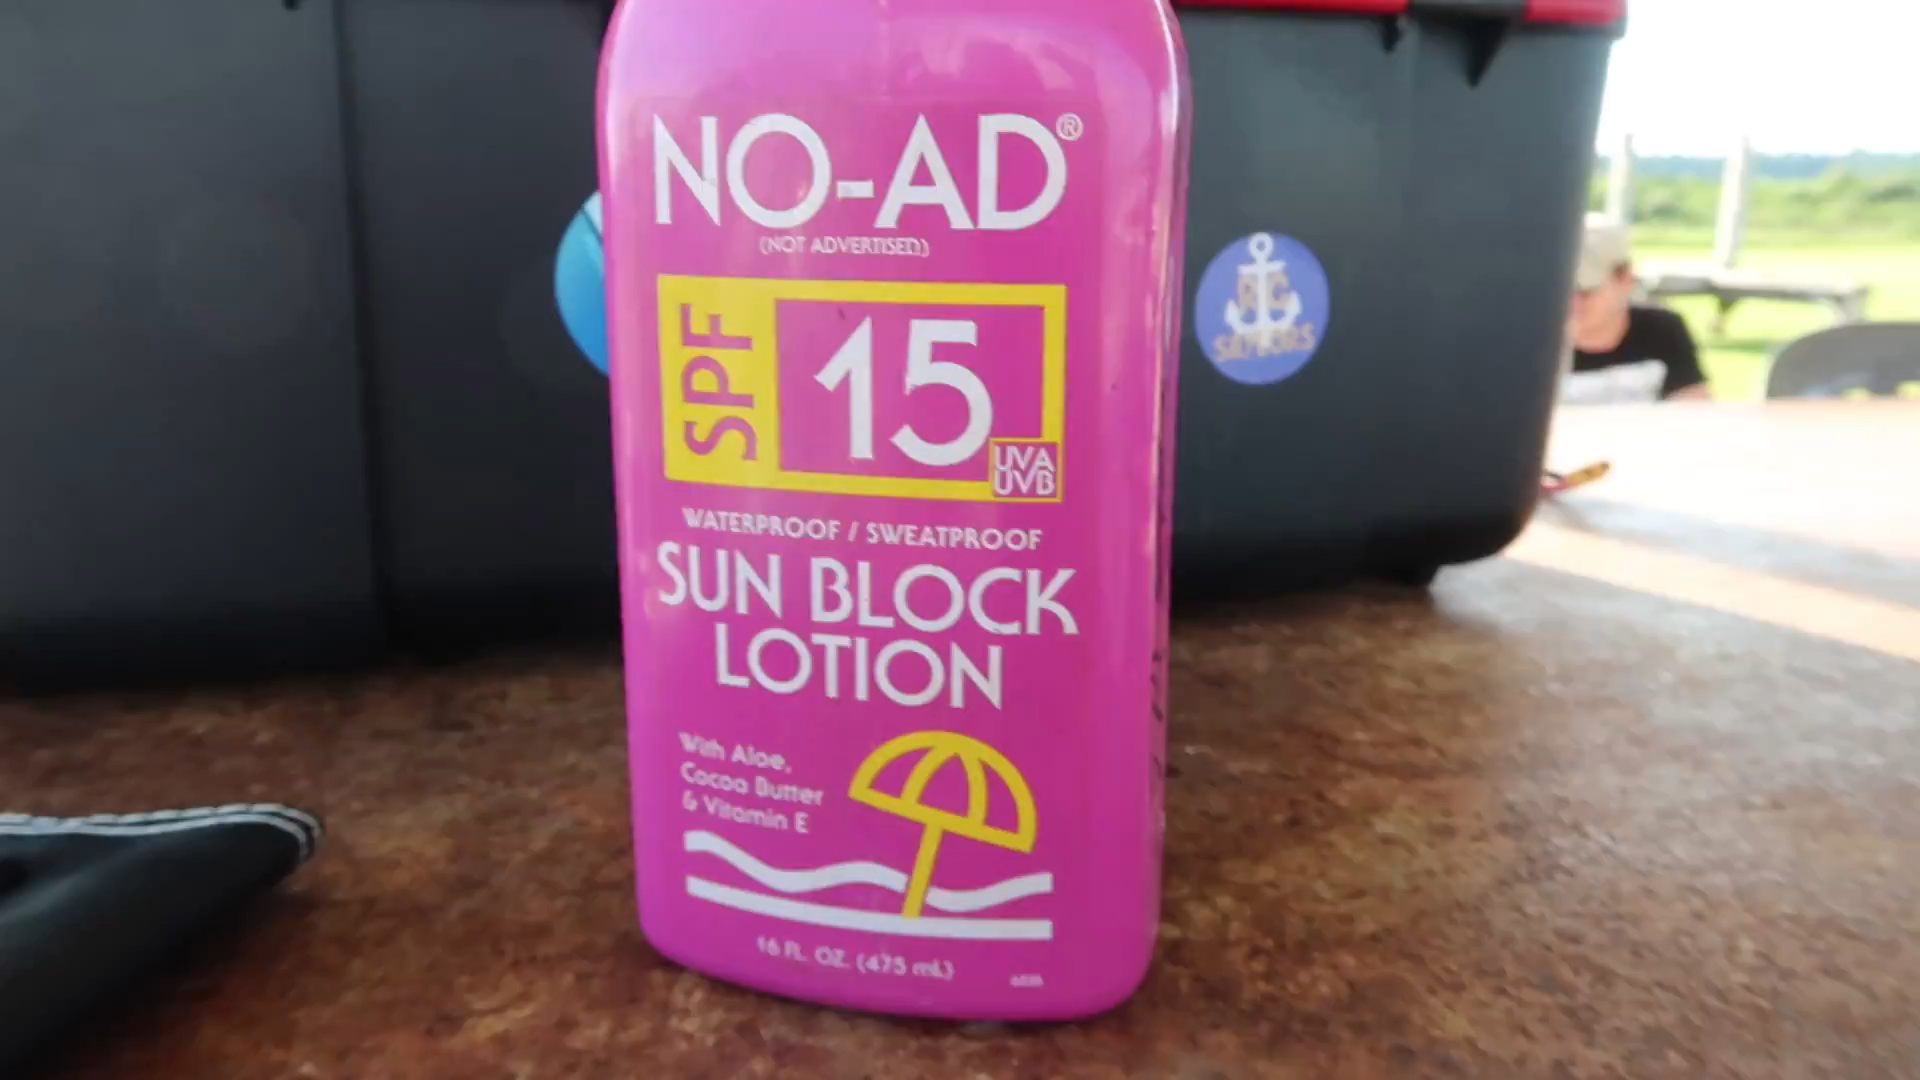 NO-AD®
(NOT ADVERTISED)
SPF
15
UVA
UVB
WATERPROOF / SWEATPROOF
SUN BLOCK
LOTION
With Aloe,
Cocoa Butter
& Vitamin E
16 FL. OZ. (475 mL)